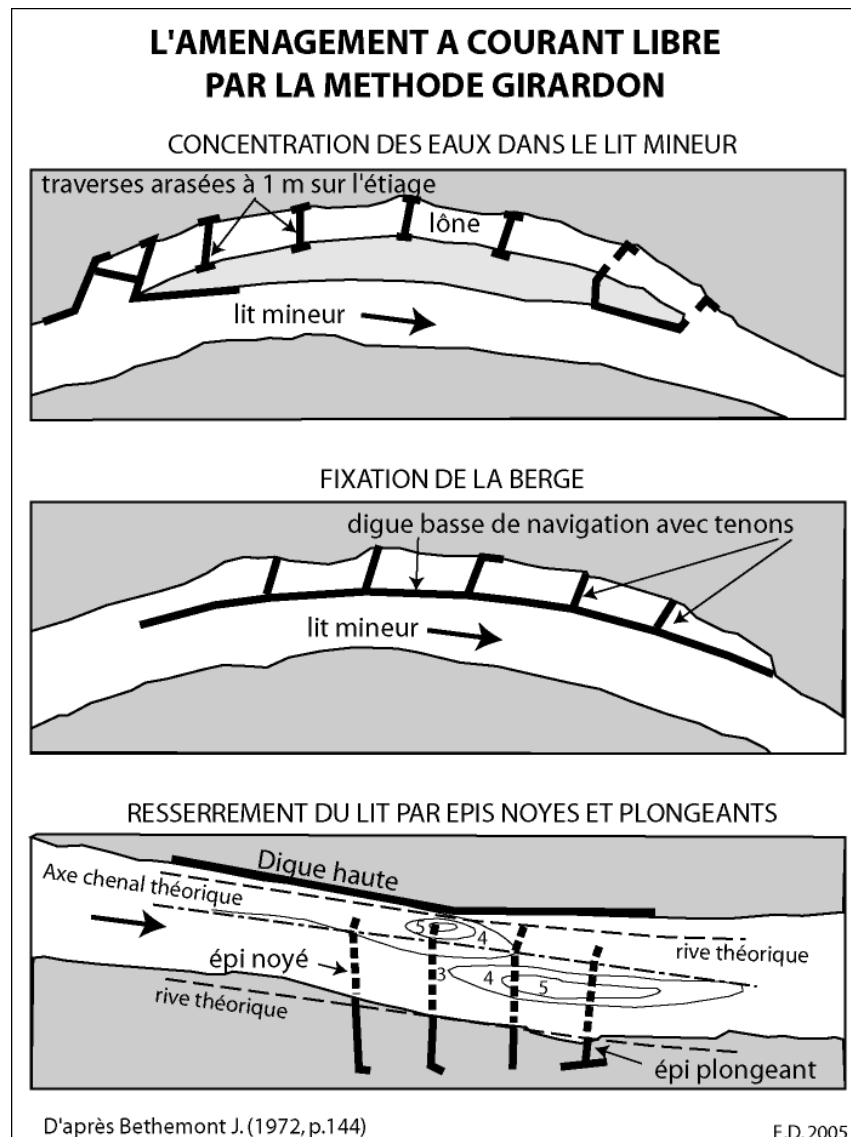 L'AMENAGEMENT A COURANT LIBRE
PAR LA METHODE GIRARDON
CONCENTRATION DES EAUX DANS LE LIT MINEUR
traverses arasées à 1 m sur l'étiage
lône
lit mineur
FIXATION DE LA BERGE
digue basse de navigation avec tenons
lit mineur
RESSERREMENT DU LIT PAR EPIS NOYES ET PLONGEANTS
Digue haute
Axe chenal théorique
5
4
rive théorique
épi noyé
3
4
5
rive théorique
épi plongeant
D'après Bethemont J. (1972, p.144)
E.D. 2005